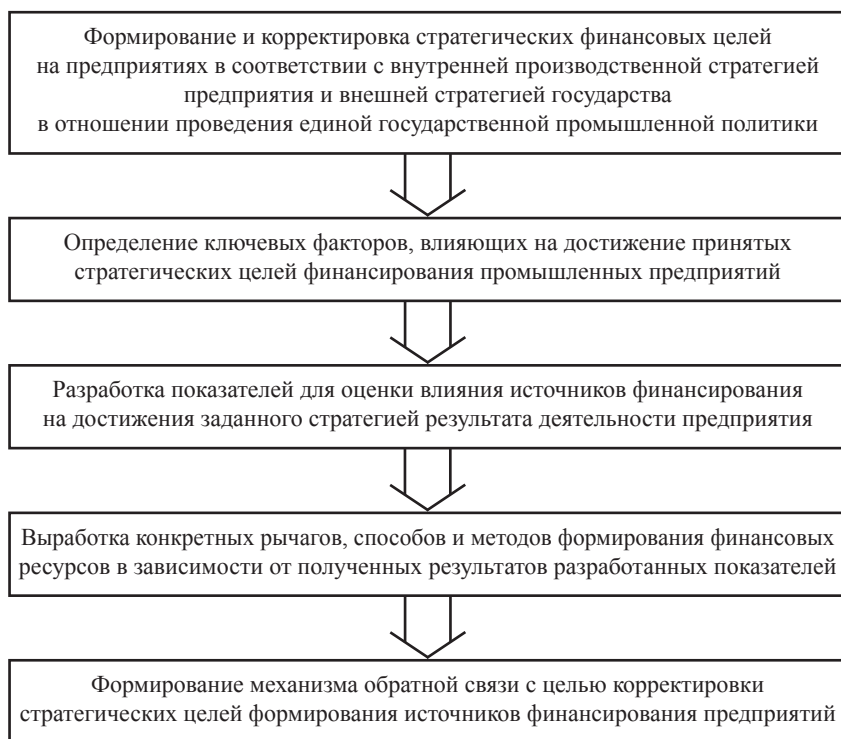 Формирование и корректировка стратегических финансовых целей
на предприятиях в соответствии с внутренней производственной стратегией
предприятия и внешней стратегией государства
в отношении проведения единой государственной промышленной политики
Определение ключевых факторов, влияющих на достижение принятых
стратегических целей финансирования промышленных предприятий
Разработка показателей для оценки влияния источников финансирования
на достижения заданного стратегией результата деятельности предприятия
Выработка конкретных рычагов, способов и методов формирования финансовых
ресурсов в зависимости от полученных результатов разработанных показателей
Формирование механизма обратной связи с целью корректировки
стратегических целей формирования источников финансирования предприятий